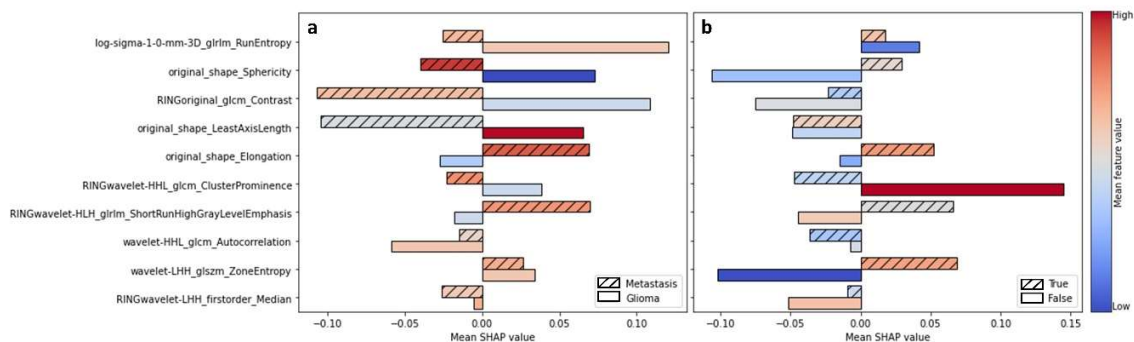 a
b
log-sigma-1-0-mm-3D_glrlm_RunEntropy
original_shape_Sphericity
RINGoriginal_glcm_Contrast
original_shape_LeastAxisLength
original_shape_Elongation
RINGwavelet-HHL_glcm_ClusterProminence
RINGwavelet-HLH_glrlm_ShortRunHighGrayLevelEmphasis
wavelet-HHL_glcm_Autocorrelation
wavelet-LHH_glszm_ZoneEntropy
RINGwavelet-LHH_firstorder_Median
Metastasis
Glioma
−0.10 −0.05 0.00 0.05 0.10
Mean SHAP value
True
False
−0.10 −0.05 0.00 0.05 0.10 0.15
Mean SHAP value
High
Mean feature value
Low